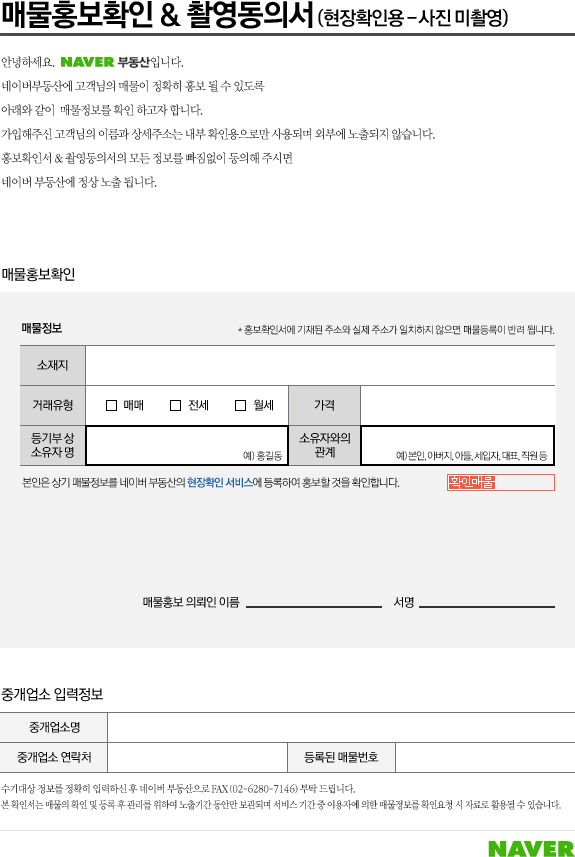 매물홍보확인 & 촬영동의서 (현장확인용 – 사진 미촬영)
안녕하세요. NAVER 부동산입니다.
네이버부동산에 고객님의 매물이 정확히 홍보 될 수 있도록
아래와 같이 매물정보를 확인 하고자 합니다.
가입해주신 고객님의 이름과 상세주소는 내부 확인용으로만 사용되며 외부에 노출되지 않습니다.
홍보확인서 & 촬영동의서의 모든 정보를 빠짐없이 동의해 주시면
네이버 부동산에 정상 노출 됩니다.
매물홍보확인
매물정보 * 홍보확인서에 기재된 주소와 실제 주소가 일치하지 않으면 매물등록이 반려 됩니다.
소재지
거래유형 매매 전세 월세 가격
등기부 상 소유자와의
소유자 명 예) 홍길동 관계 예) 본인, 아버지, 아들, 세입자, 대표, 직원 등
본인은 상기 매물정보를 네이버 부동산의 현장확인 서비스에 등록하여 홍보할 것을 확인합니다. 확인매물
매물홍보 의뢰인 이름 서명
중개업소 입력정보
중개업소명
중개업소 연락처 등록된 매물번호
수기대상 정보를 정확히 입력하신 후 네이버 부동산으로 FAX (02-6280-7146) 부탁 드립니다.
본 확인서는 매물의 확인 및 등록 후 관리를 위하여 노출기간 동안만 보관되며 서비스 기간 중 이용자에 의한 매물정보를 확인요청 시 자료로 활용될 수 있습니다.
NAVER